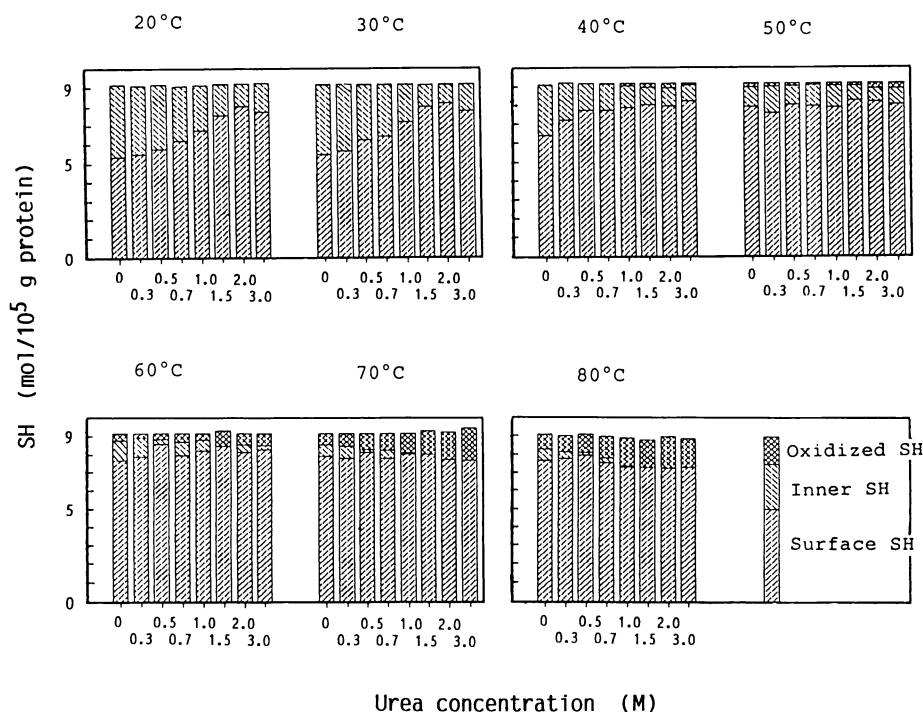 20°C 30°C 40°C 50°C
9
5
0
0 0.5 1.0 2.0 0 0.5 1.0 2.0 0 0.5 1.0 2.0 0 0.5 1.0 2.0
0.3 0.7 1.5 3.0 0.3 0.7 1.5 3.0 0.3 0.7 1.5 3.0 0.3 0.7 1.5 3.0
SH (mol/10⁵ g protein)
60°C 70°C 80°C
9
5
0
Oxidized SH
Inner SH
Surface SH
0 0.5 1.0 2.0 0 0.5 1.0 2.0 0 0.5 1.0 2.0
0.3 0.7 1.5 3.0 0.3 0.7 1.5 3.0 0.3 0.7 1.5 3.0
Urea concentration (M)